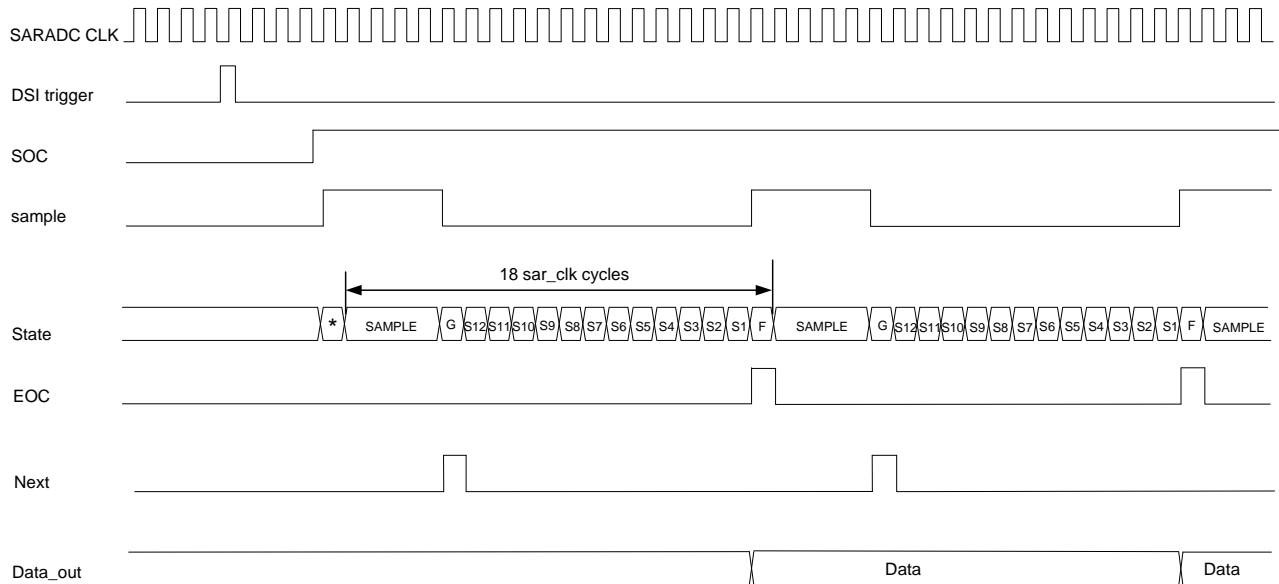 SARADC CLK
DSI trigger
SOC
sample
18 sar_clk cycles
State * SAMPLE G S12 S11 S10 S9 S8 S7 S6 S5 S4 S3 S2 S1 F SAMPLE G S12 S11 S10 S9 S8 S7 S6 S5 S4 S3 S2 S1 F SAMPLE
EOC
Next
Data_out Data Data